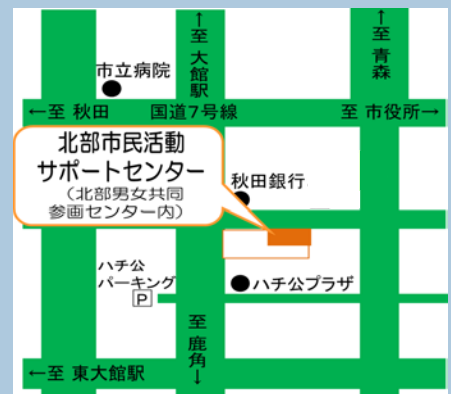 ↑至 大館駅
↑至 青森
市立病院
←至 秋田
国道7号線
至 市役所→
北部市民活動
サポートセンター
(北部男女共同
参画センター内)
秋田銀行
ハチ公
パーキング
P
ハチ公プラザ
至 鹿角↓
←至 東大館駅